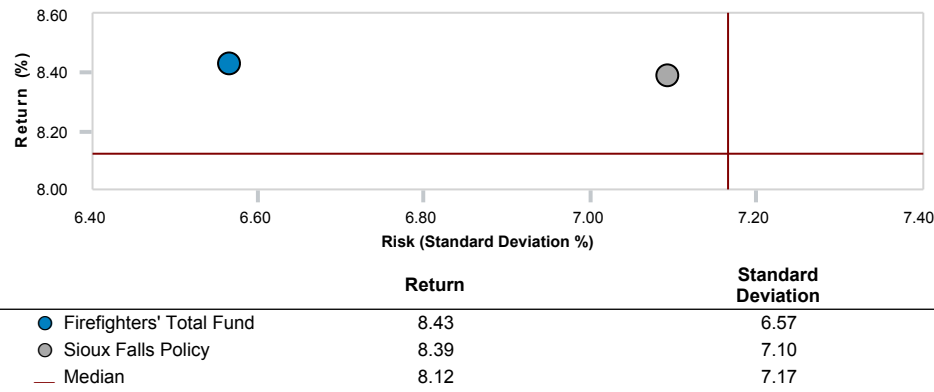 8.60
8.40
8.20
8.00
Return (%)
6.40 6.60 6.80 7.00 7.20 7.40
Risk (Standard Deviation %)
Return Standard Deviation
Firefighters' Total Fund 8.43 6.57
Sioux Falls Policy 8.39 7.10
Median 8.12 7.17